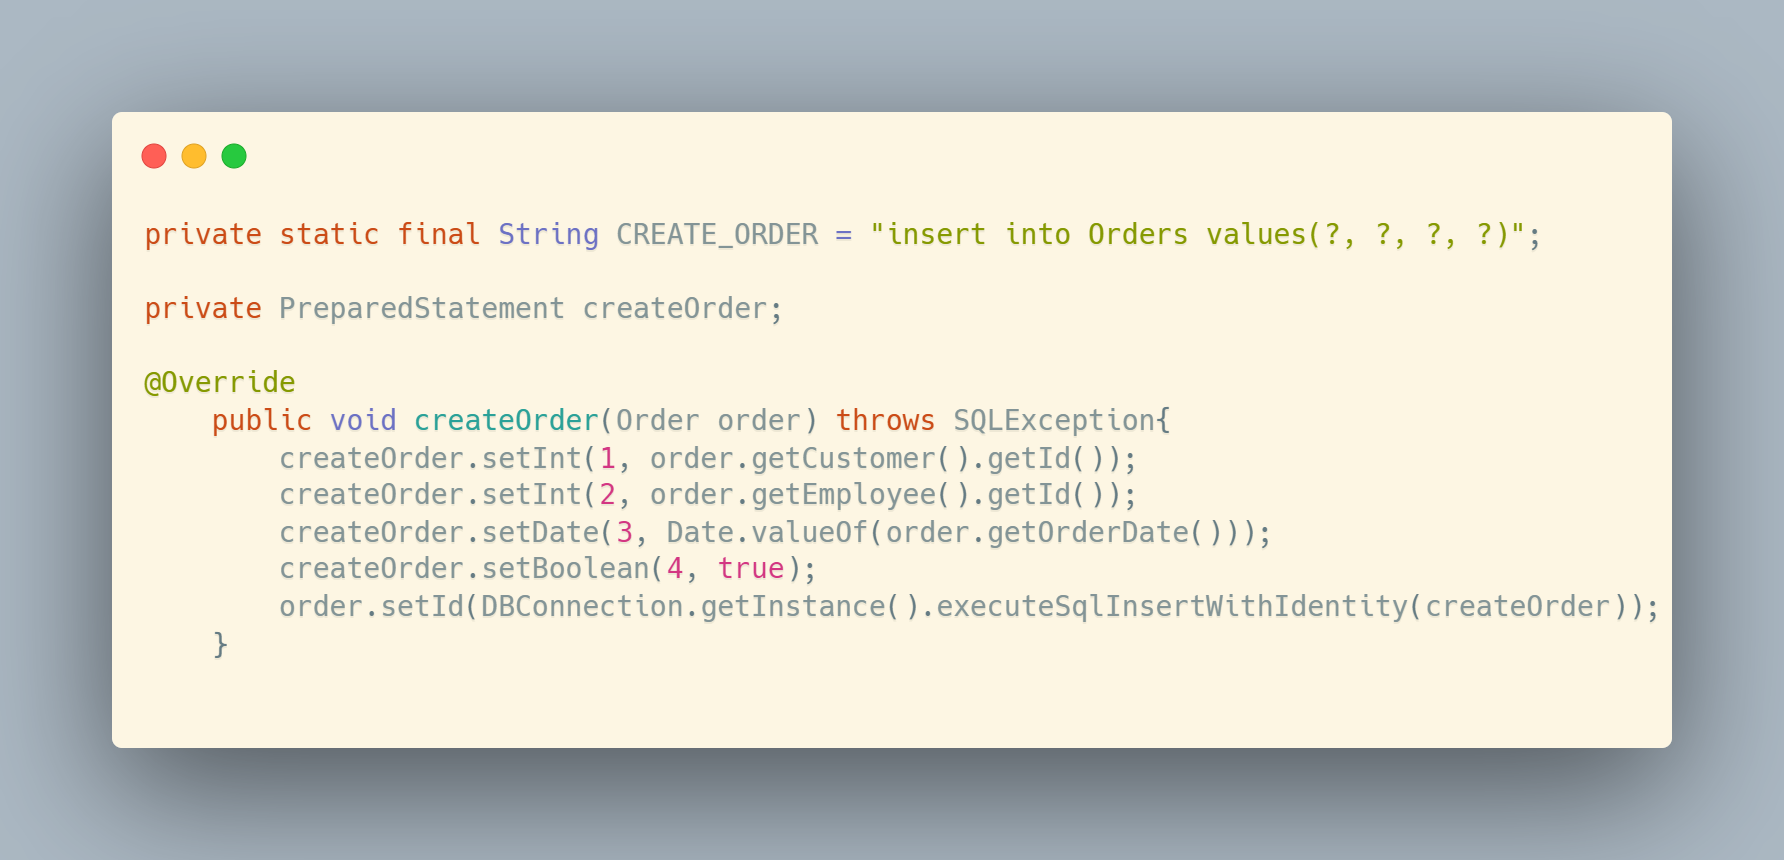 private static final String CREATE_ORDER = "insert into Orders values(?, ?, ?, ?)";
private PreparedStatement createOrder;
@Override
    public void createOrder(Order order) throws SQLException{
        createOrder.setInt(1, order.getCustomer().getId());
        createOrder.setInt(2, order.getEmployee().getId());
        createOrder.setDate(3, Date.valueOf(order.getOrderDate()));
        createOrder.setBoolean(4, true);
        order.setId(DBConnection.getInstance().executeSqlInsertWithIdentity(createOrder));
    }